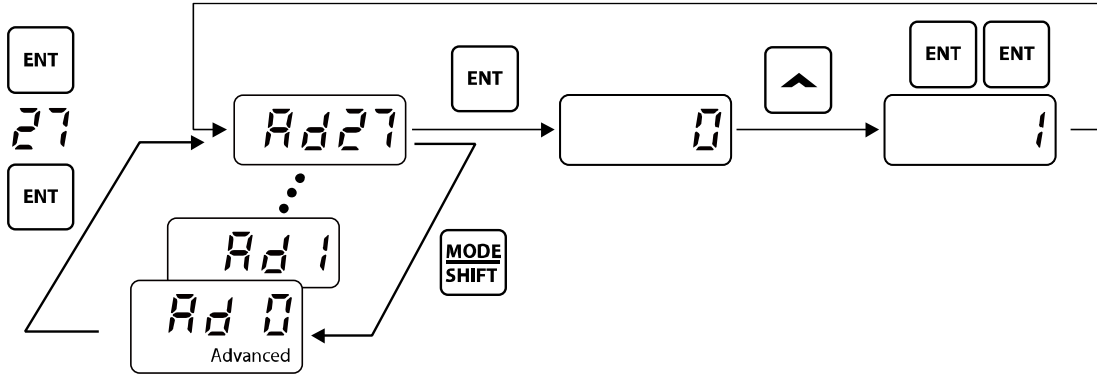 ENT
27
ENT
Ad27
ENT
0
ENT ENT
1
Ad 1
MODE
SHIFT
Ad 0
Advanced